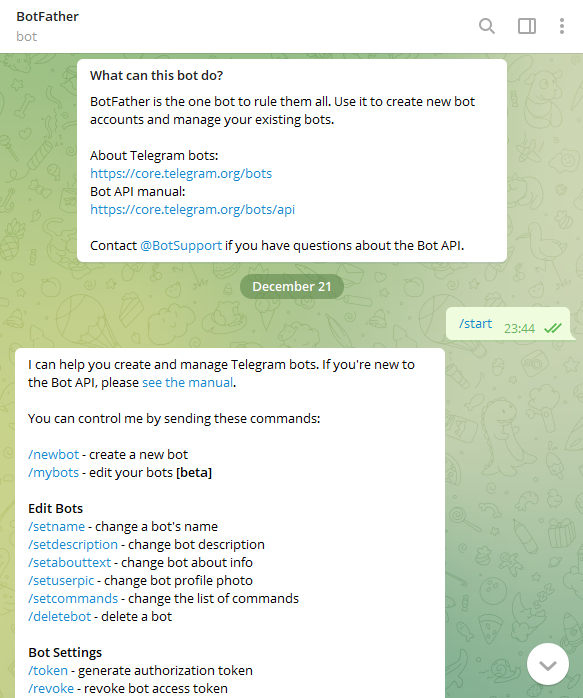 BotFather
bot
What can this bot do?
BotFather is the one bot to rule them all. Use it to create new bot
accounts and manage your existing bots.
About Telegram bots:
https://core.telegram.org/bots
Bot API manual:
https://core.telegram.org/bots/api
Contact @BotSupport if you have questions about the Bot API.
December 21
/start 23:44
I can help you create and manage Telegram bots. If you're new to
the Bot API, please see the manual.
You can control me by sending these commands:
/newbot - create a new bot
/mybots - edit your bots [beta]
Edit Bots
/setname - change a bot's name
/setdescription - change bot description
/setabouttext - change bot about info
/setuserpic - change bot profile photo
/setcommands - change the list of commands
/deletebot - delete a bot
Bot Settings
/token - generate authorization token
/revoke - revoke bot access token